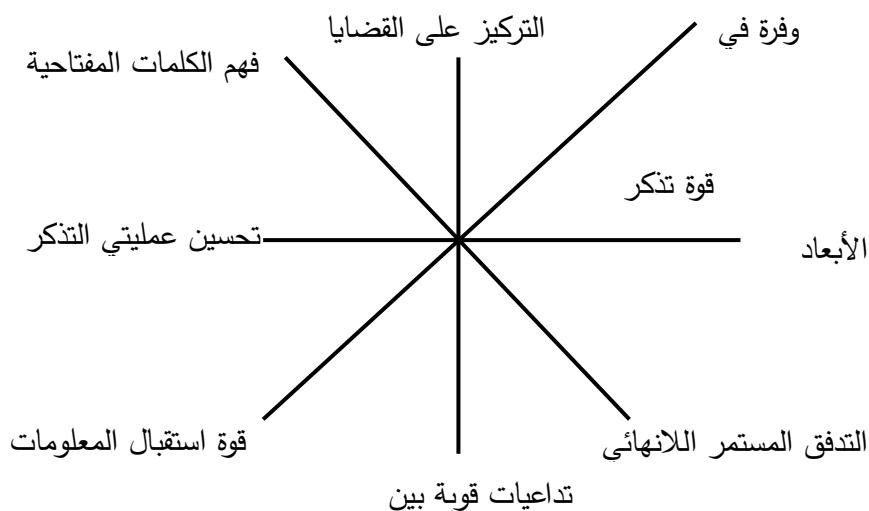 وفرة في
التركيز على القضايا
فهم الكلمات المفتاحية
قوة تذكر
الأبعاد
تحسين عمليتي التذكر
التدفق المستمر اللانهائي
قوة استقبال المعلومات
تداعيات قوية بين